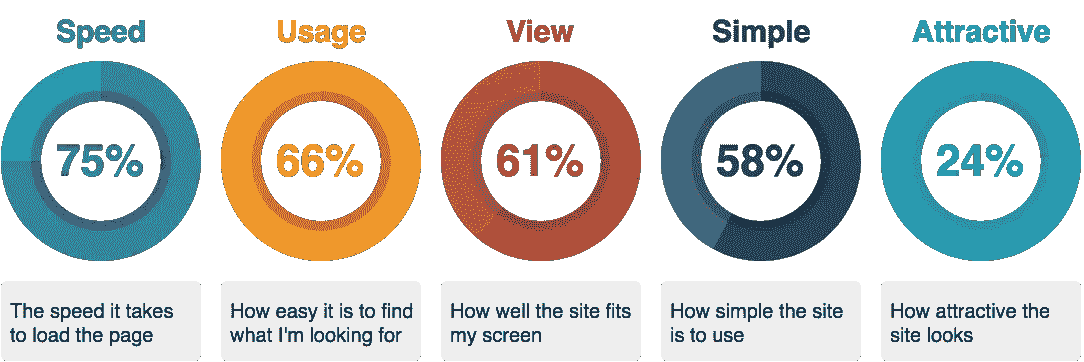 Speed
Usage
View
Simple
Attractive
75%
66%
61%
58%
24%
The speed it takes
to load the page
How easy it is to find
what I'm looking for
How well the site fits
my screen
How simple the site
is to use
How attractive the
site looks